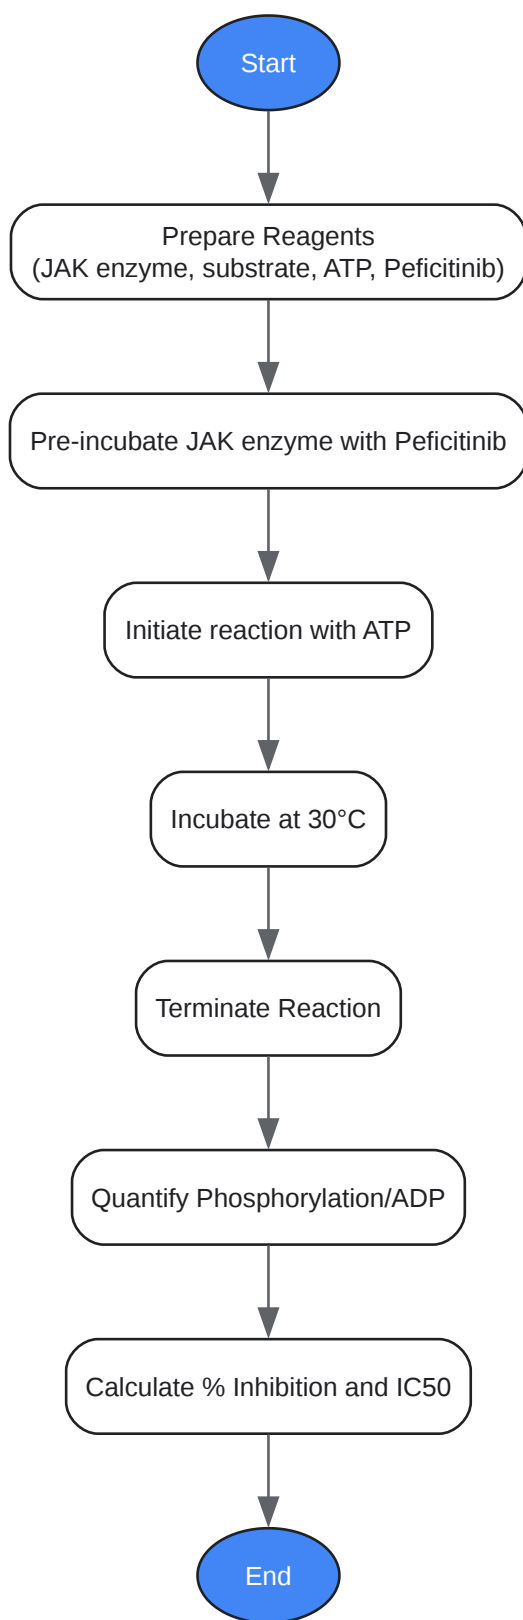 Start
Prepare Reagents
(JAK enzyme, substrate, ATP, Peficitinib)
Pre-incubate JAK enzyme with Peficitinib
Initiate reaction with ATP
Incubate at 30°C
Terminate Reaction
Quantify Phosphorylation/ADP
Calculate % Inhibition and IC50
End